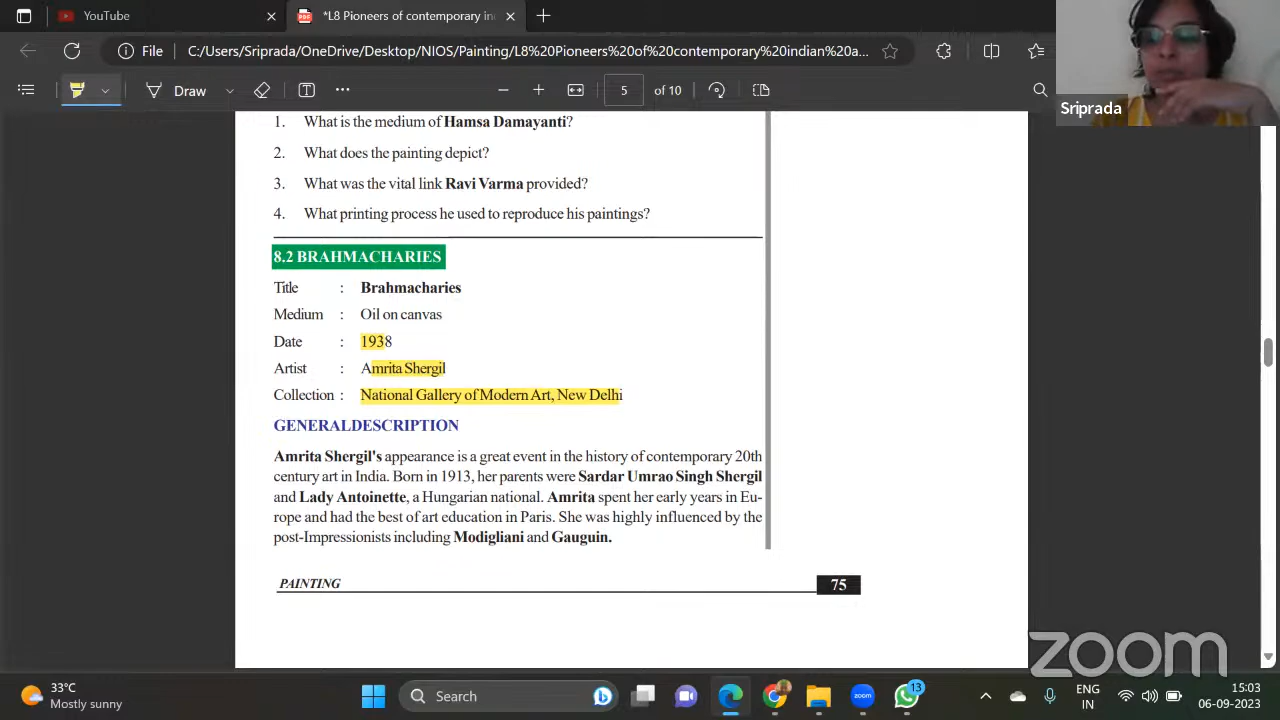 YouTube
*L8 Pioneers of contemporary ind
File
C:/Users/Sriprada/OneDrive/Desktop/NIOS/Painting/L8%20Pioneers%20of%20contemporary%20indian%20a...
Draw
5 of 10
Sriprada
1. What is the medium of Hamsa Damayanti?
2. What does the painting depict?
3. What was the vital link Ravi Varma provided?
4. What printing process he used to reproduce his paintings?
8.2 BRAHMACHARIES
Title : Brahmacharies
Medium : Oil on canvas
Date : 1938
Artist : Amrita Shergil
Collection : National Gallery of Modern Art, New Delhi
GENERALDESCRIPTION
Amrita Shergil's appearance is a great event in the history of contemporary 20th
century art in India. Born in 1913, her parents were Sardar Umrao Singh Shergil
and Lady Antoinette, a Hungarian national. Amrita spent her early years in Eu-
rope and had the best of art education in Paris. She was highly influenced by the
post-Impressionists including Modigliani and Gauguin.
PAINTING
75
zoom
33°C
Mostly sunny
Search
zoom
13
ENG
IN
15:03
06-09-2023